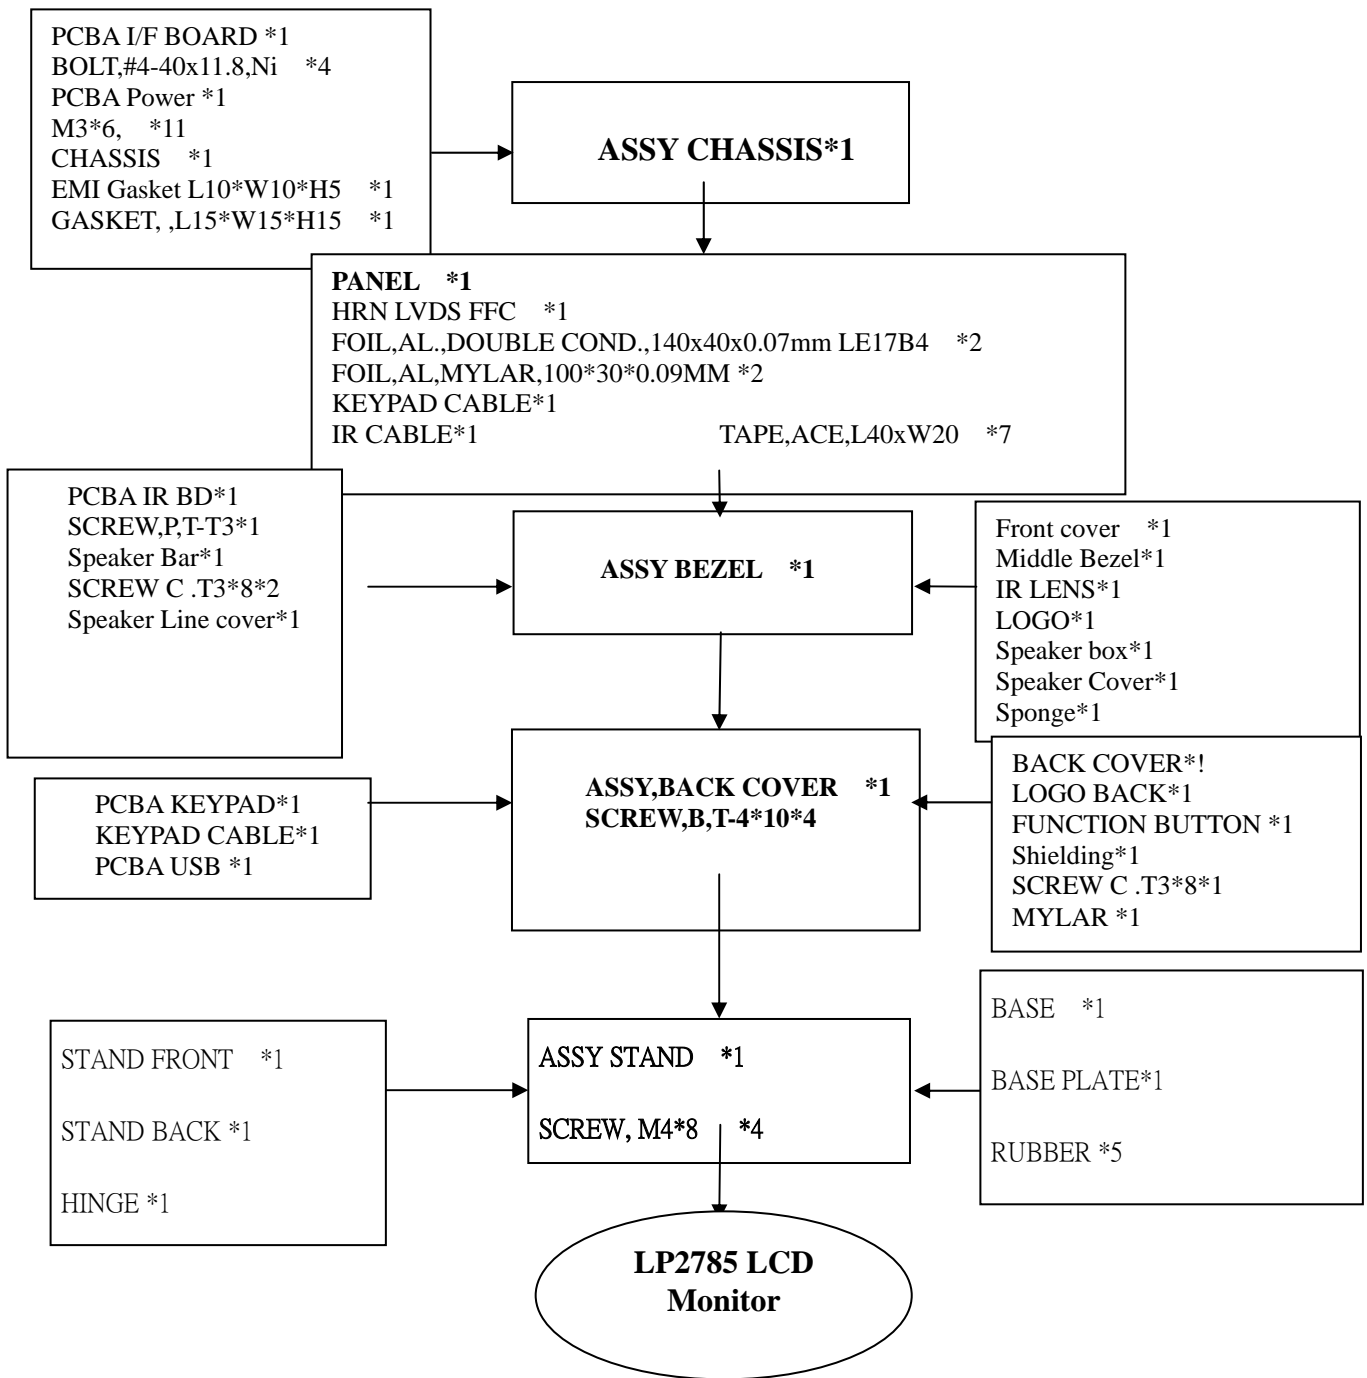 PCBA I/F BOARD *1
BOLT,#4-40x11.8,Ni *4
PCBA Power *1
M3*6, *11
CHASSIS *1
EMI Gasket L10*W10*H5 *1
GASKET, ,L15*W15*H15 *1
ASSY CHASSIS*1
PANEL *1
HRN LVDS FFC *1
FOIL,AL.,DOUBLE COND.,140x40x0.07mm LE17B4 *2
FOIL,AL,MYLAR,100*30*0.09MM *2
KEYPAD CABLE*1
IR CABLE*1 TAPE,ACE,L40xW20 *7
PCBA IR BD*1
SCREW,P,T-T3*1
Speaker Bar*1
SCREW C .T3*8*2
Speaker Line cover*1
ASSY BEZEL *1
Front cover *1
Middle Bezel*1
IR LENS*1
LOGO*1
Speaker box*1
Speaker Cover*1
Sponge*1
PCBA KEYPAD*1
KEYPAD CABLE*1
PCBA USB *1
ASSY,BACK COVER *1
SCREW,B,T-4*10*4
BACK COVER*!
LOGO BACK*1
FUNCTION BUTTON *1
Shielding*1
SCREW C .T3*8*1
MYLAR *1
STAND FRONT *1
STAND BACK *1
HINGE *1
ASSY STAND *1
SCREW, M4*8 *4
BASE *1
BASE PLATE*1
RUBBER *5
LP2785 LCD
Monitor